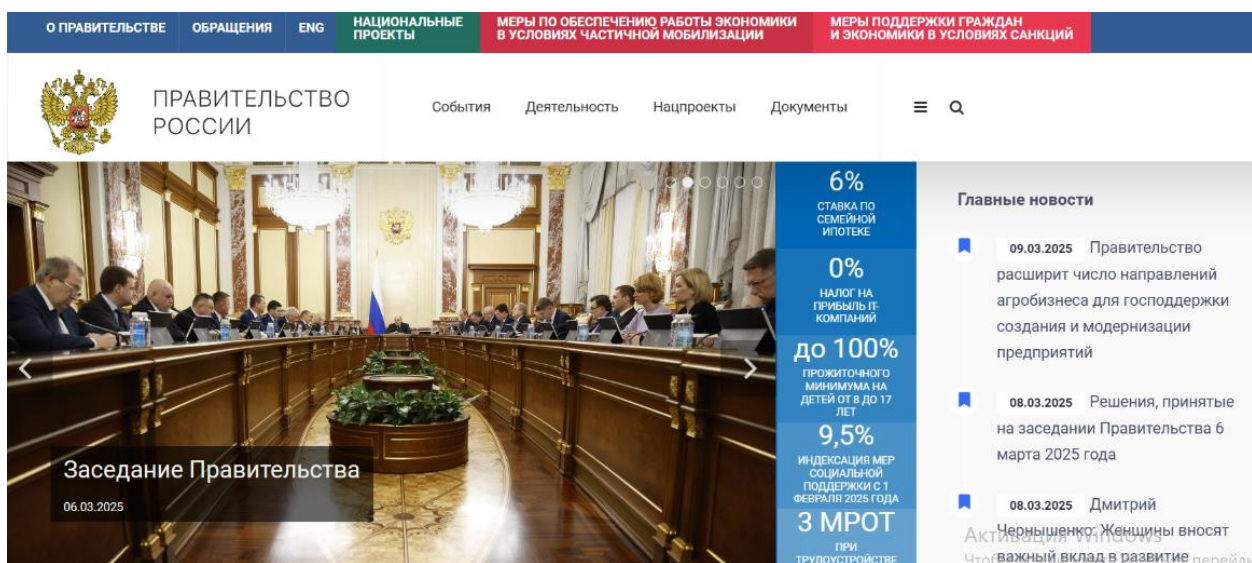 О ПРАВИТЕЛЬСТВЕ ОБРАЩЕНИЯ ENG НАЦИОНАЛЬНЫЕ
ПРОЕКТЫ
МЕРЫ ПО ОБЕСПЕЧЕНИЮ РАБОТЫ ЭКОНОМИКИ
В УСЛОВИЯХ ЧАСТИЧНОЙ МОБИЛИЗАЦИИ
МЕРЫ ПОДДЕРЖКИ ГРАЖДАН
И ЭКОНОМИКИ В УСЛОВИЯХ САНКЦИЙ
ПРАВИТЕЛЬСТВО
РОССИИ
События Деятельность Нацпроекты Документы
Заседание Правительства
06.03.2025
6%
СТАВКА ПО
СЕМЕЙНОЙ
ИПОТЕКЕ
0%
НАЛОГ НА
ПРИБЫЛЬ IT-
КОМПАНИЙ
до 100%
ПРОЖИТОЧНОГО
МИНИМУМА НА
ДЕТЕЙ ОТ 8 ДО 17
ЛЕТ
9,5%
ИНДЕКСАЦИЯ МЕР
СОЦИАЛЬНОЙ
ПОДДЕРЖКИ С 1
ФЕВРАЛЯ 2025 ГОДА
3 МРОТ
ПРИ
ТРУДОУСТРОЙСТВЕ
Главные новости
09.03.2025 Правительство
расширит число направлений
агробизнеса для господдержки
создания и модернизации
предприятий
08.03.2025 Решения, принятые
на заседании Правительства 6
марта 2025 года
08.03.2025 Дмитрий
Чернышенко: Женщины вносят
важный вклад в развитие
Активация Windows